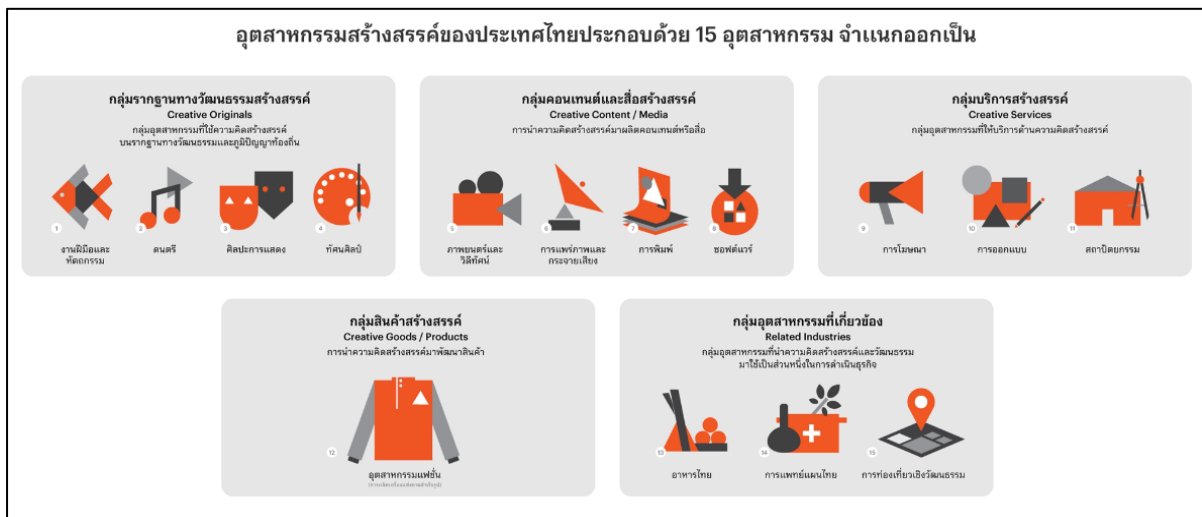 อุตสาหกรรมสร้างสรรค์ของประเทศไทยประกอบด้วย 15 อุตสาหกรรม จำแนกออกเป็น
กลุ่มรากฐานทางวัฒนธรรมสร้างสรรค์
Creative Originals
กลุ่มอุตสาหกรรมที่ใช้ความคิดสร้างสรรค์
บนรากฐานทางวัฒนธรรมและภูมิปัญญาท้องถิ่น
1
งานฝีมือและ
หัตถกรรม
2
ดนตรี
3
ศิลปะการแสดง
4
ทัศนศิลป์
กลุ่มคอนเทนต์และสื่อสร้างสรรค์
Creative Content / Media
การนำความคิดสร้างสรรค์มาผลิตคอนเทนต์หรือสื่อ
5
ภาพยนตร์และ
วิดีทัศน์
6
การแพร่ภาพและ
กระจายเสียง
7
การพิมพ์
8
ซอฟต์แวร์
กลุ่มบริการสร้างสรรค์
Creative Services
กลุ่มอุตสาหกรรมที่ให้บริการด้านความคิดสร้างสรรค์
9
การโฆษณา
10
การออกแบบ
11
สถาปัตยกรรม
กลุ่มสินค้าสร้างสรรค์
Creative Goods / Products
การนำความคิดสร้างสรรค์มาพัฒนาสินค้า
12
อุตสาหกรรมแฟชั่น
กลุ่มอุตสาหกรรมที่เกี่ยวข้อง
Related Industries
กลุ่มอุตสาหกรรมที่นำความคิดสร้างสรรค์และวัฒนธรรม
มาใช้เป็นส่วนหนึ่งในการดำเนินธุรกิจ
13
อาหารไทย
14
การแพทย์แผนไทย
15
การท่องเที่ยวเชิงวัฒนธรรม